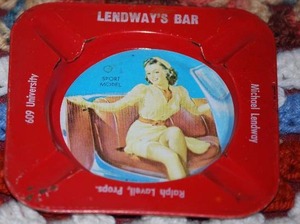 LENDWAY'S BAR
609 University
Michael Lendway
SPORT MODEL
Ralph Lovell, Props.